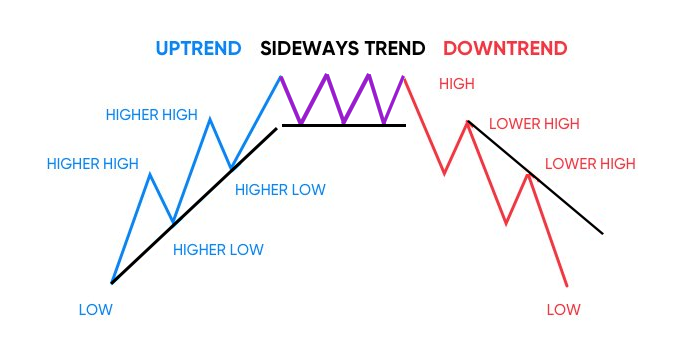 UPTREND SIDEWAYS TREND DOWNTREND
HIGH
HIGHER HIGH
LOWER HIGH
HIGHER HIGH
LOWER HIGH
HIGHER LOW
HIGHER LOW
LOW
LOW